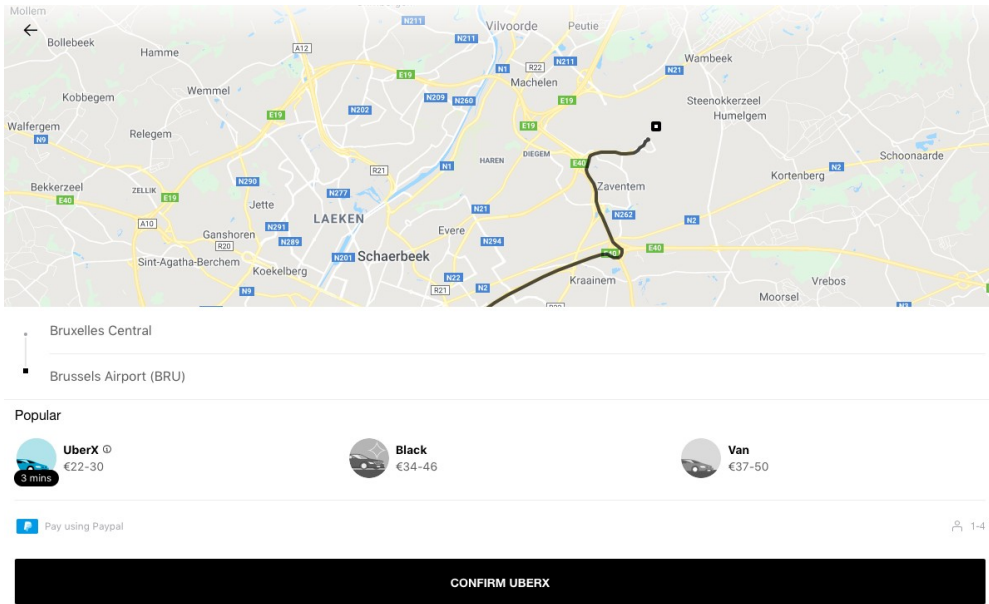 Mollem
N211
Vilvoorde
Peutie
Bollebeek
N211
Hamme
A12
Wambeek
N1
R22
N211
N21
E19
Machelen
Wemmel
Kobbegem
N209
N260
E19
Steenokkerzeel
N202
E19
Humelgem
Walfergem
E19
Relegem
N9
HAREN
DIEGEM
E40
Schoonaarde
R21
N1
N2
Kortenberg
Bekkerzeel
ZELLIK
N290
Zaventem
E40
E19
N277
Jette
N21
N262
A10
LAEKEN
N2
Ganshoren
N291
Evere
R20
N289
N294
E40
E40
Sint-Agatha-Berchem
N201
Schaerbeek
Koekelberg
N22
Kraainem
Vrebos
N9
R21
N2
Moorsel
Bruxelles Central
Brussels Airport (BRU)
Popular
UberX
Black
Van
€22-30
€34-46
€37-50
3 mins
Pay using Paypal
1-4
CONFIRM UBERX